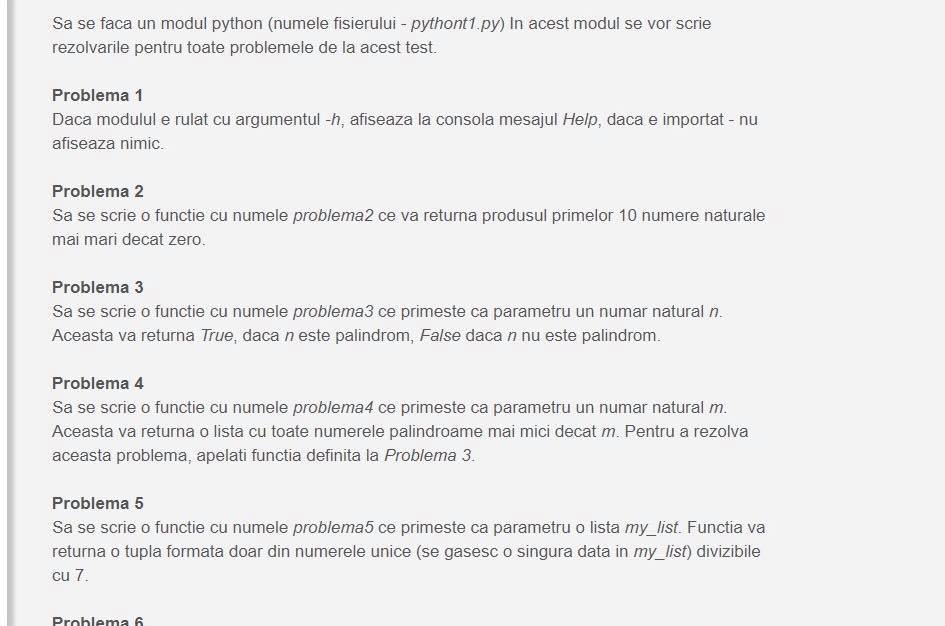 Sa se faca un modul python (numele fisierului - pythont1.py) In acest modul se vor scrie
rezolvarile pentru toate problemele de la acest test.
Problema 1
Daca modulul e rulat cu argumentul -h, afiseaza la consola mesajul Help, daca e importat - nu
afiseaza nimic.
Problema 2
Sa se scrie o functie cu numele problema2 ce va returna produsul primelor 10 numere naturale
mai mari decat zero.
Problema 3
Sa se scrie o functie cu numele problema3 ce primeste ca parametru un numar natural n.
Aceasta va returna True, daca n este palindrom, False daca n nu este palindrom.
Problema 4
Sa se scrie o functie cu numele problema4 ce primeste ca parametru un numar natural m.
Aceasta va returna o lista cu toate numerele palindroame mai mici decat m. Pentru a rezolva
aceasta problema, apelati functia definita la Problema 3.
Problema 5
Sa se scrie o functie cu numele problema5 ce primeste ca parametru o lista my_list. Functia va
returna o tupla formata doar din numerele unice (se gasesc o singura data in my_list) divizibile
cu 7.
Problema 6